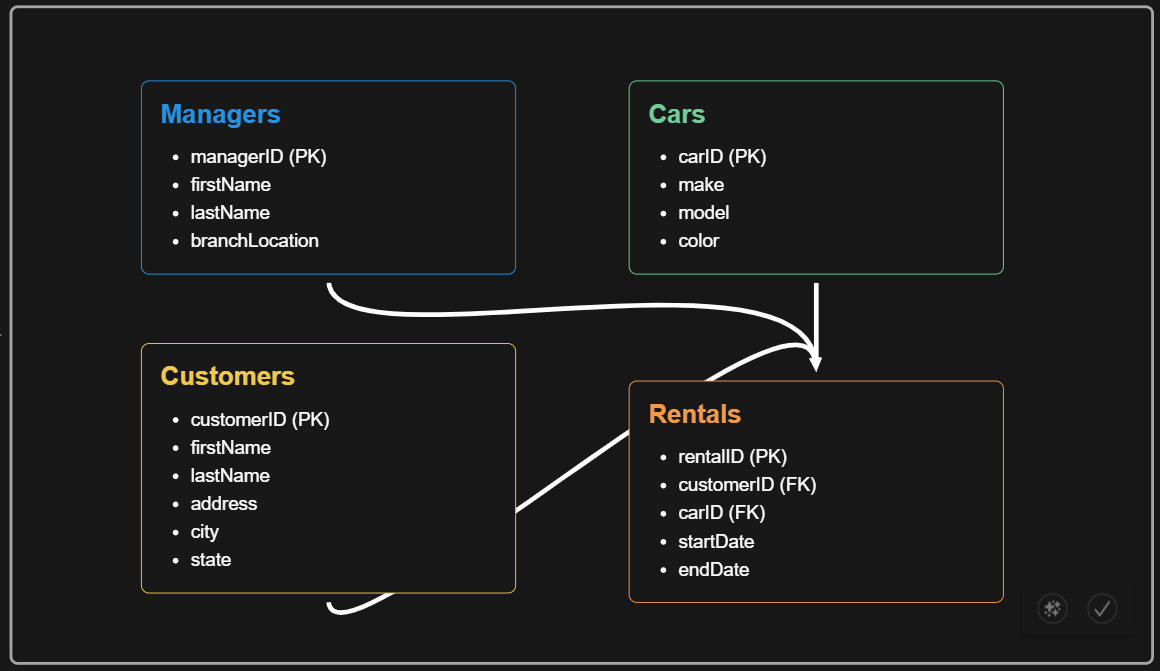 Managers
• managerID (PK)
• firstName
• lastName
• branchLocation
Cars
• carID (PK)
• make
• model
• color
Customers
• customerID (PK)
• firstName
• lastName
• address
• city
• state
Rentals
• rentalID (PK)
• customerID (FK)
• carID (FK)
• startDate
• endDate